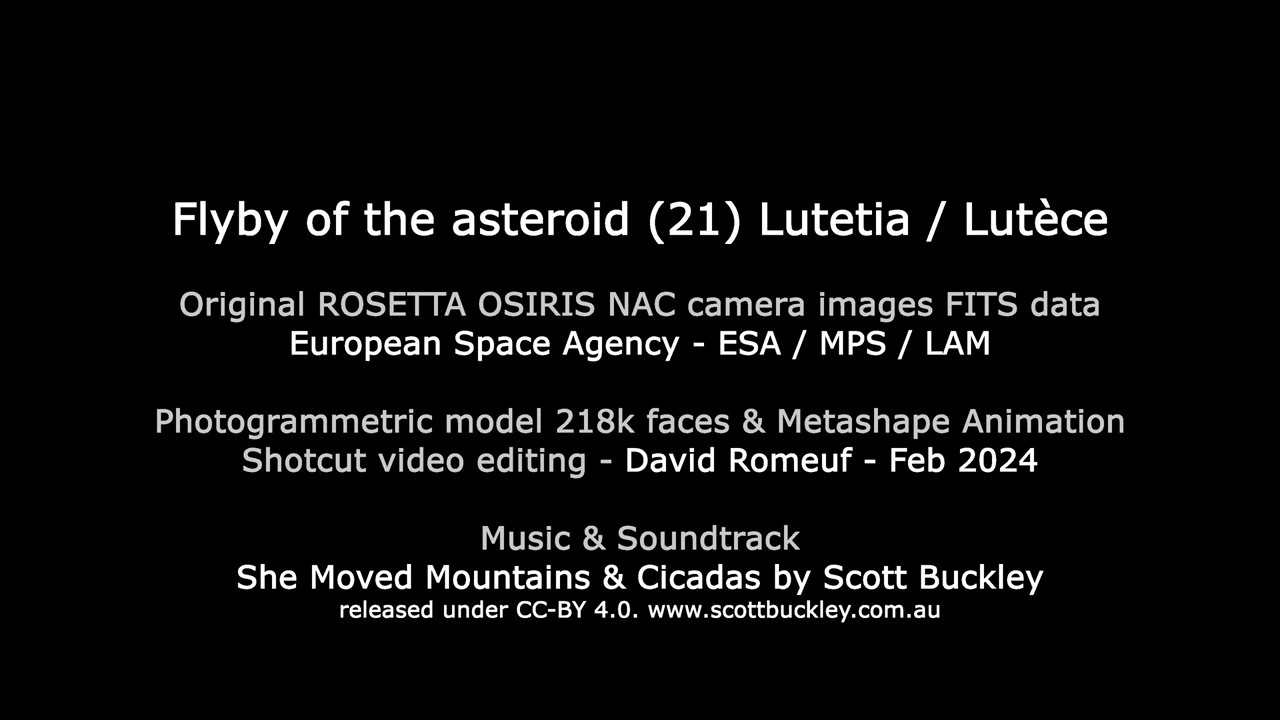 Flyby of the asteroid (21) Lutetia / Lutèce
Original ROSETTA OSIRIS NAC camera images FITS data
European Space Agency - ESA / MPS / LAM
Photogrammetric model 218k faces & Metashape Animation
Shotcut video editing - David Romeuf - Feb 2024
Music & Soundtrack
She Moved Mountains & Cicadas by Scott Buckley
released under CC-BY 4.0. www.scottbuckley.com.au